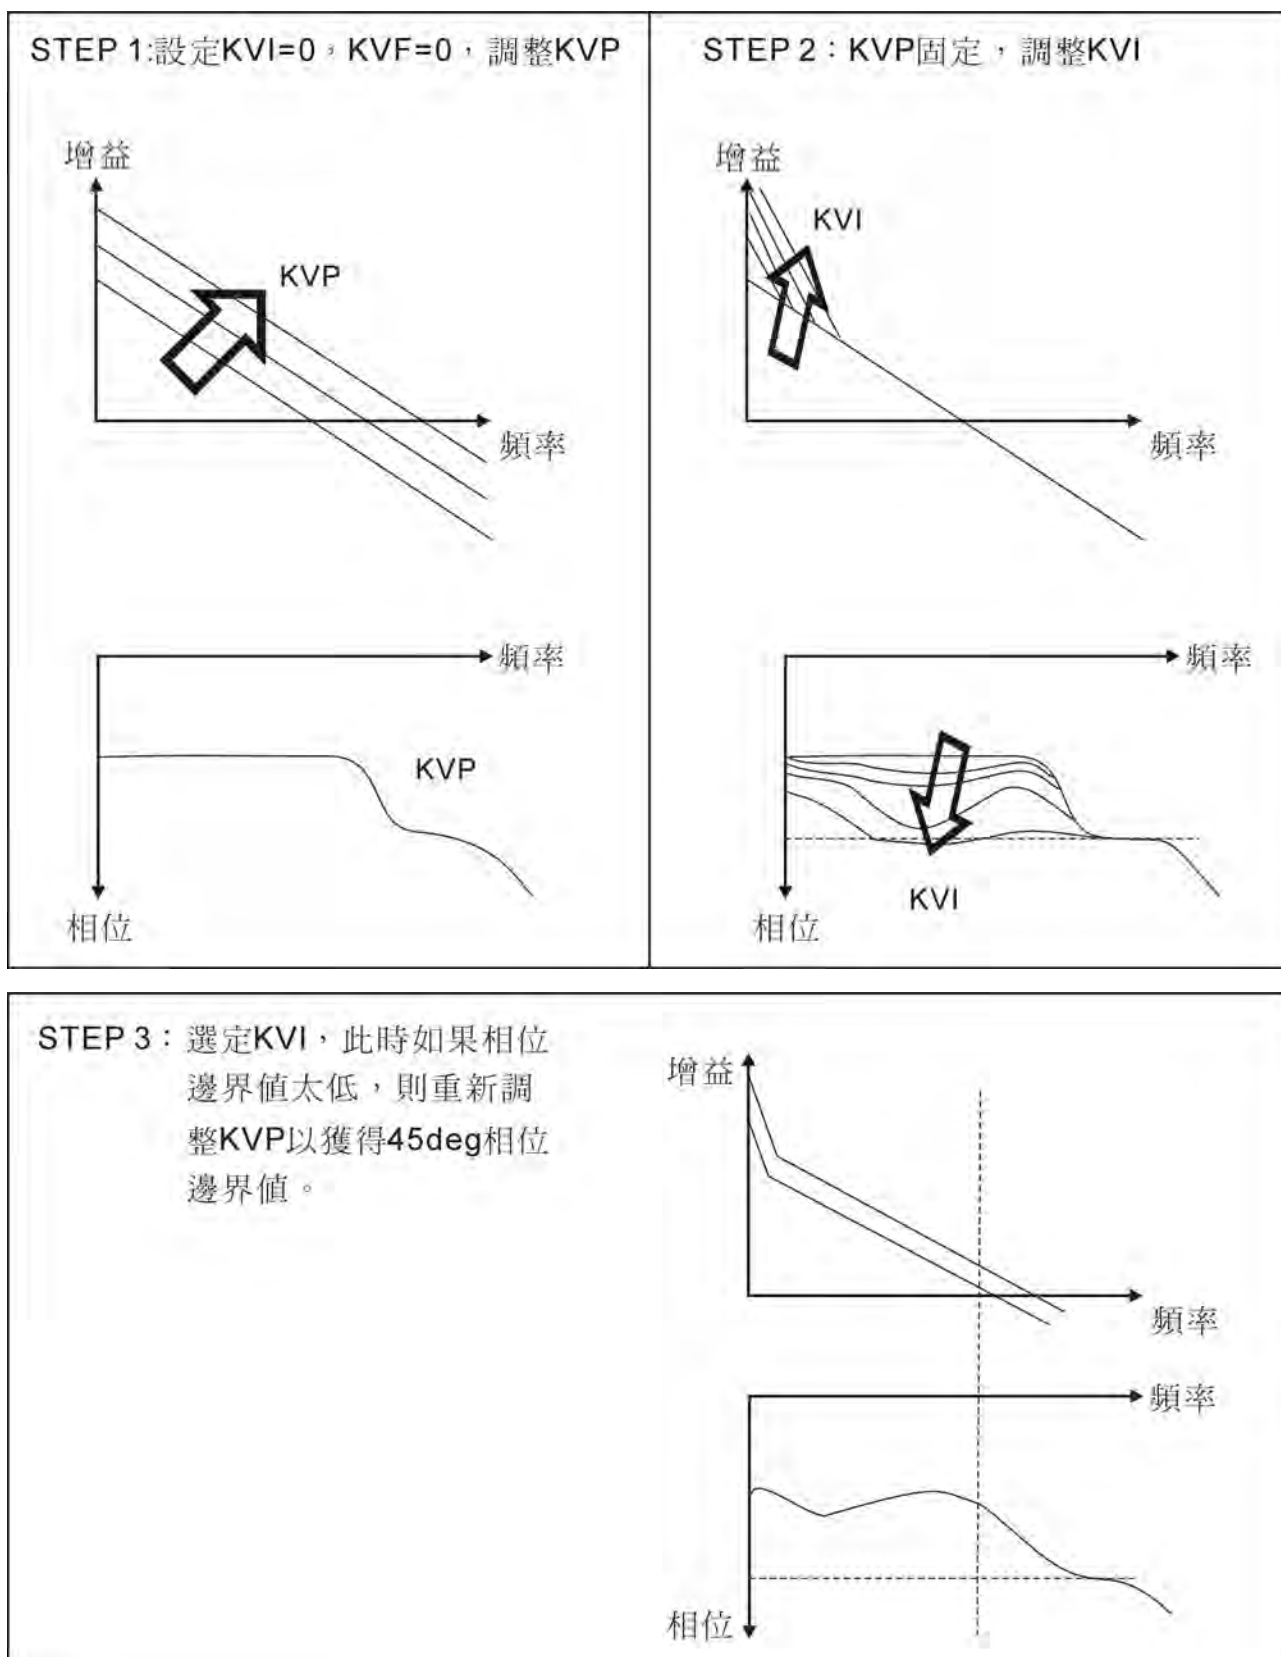 STEP 1:設定KVI=0，KVF=0，調整KVP
增益
KVP
頻率
頻率
KVP
相位
STEP 2：KVP固定，調整KVI
增益
KVI
頻率
頻率
KVI
相位
STEP 3：選定KVI，此時如果相位
邊界值太低，則重新調
整KVP以獲得45deg相位
邊界值。
增益
頻率
頻率
相位